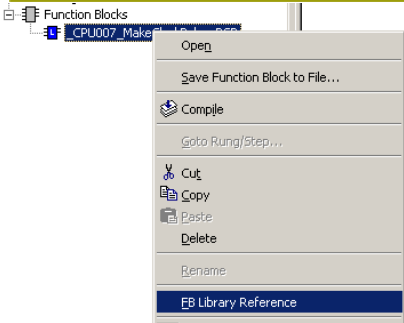 Function Blocks
_CPU007_Make
Open
Save Function Block to File...
Compile
Goto Rung/Step...
Cut
Copy
Paste
Delete
Rename
FB Library Reference